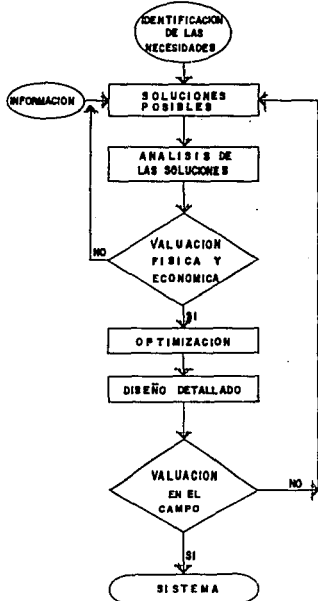 IDENTIFICACION
DE LAS
NECESIDADES
INFORMACION
SOLUCIONES
POSIBLES
ANALISIS DE
LAS SOLUCIONES
VALUACION
FISICA Y
ECONOMICA
NO
SI
OPTIMIZACION
DISEÑO DETALLADO
VALUACION
EN EL
CAMPO
NO
SI
SISTEMA